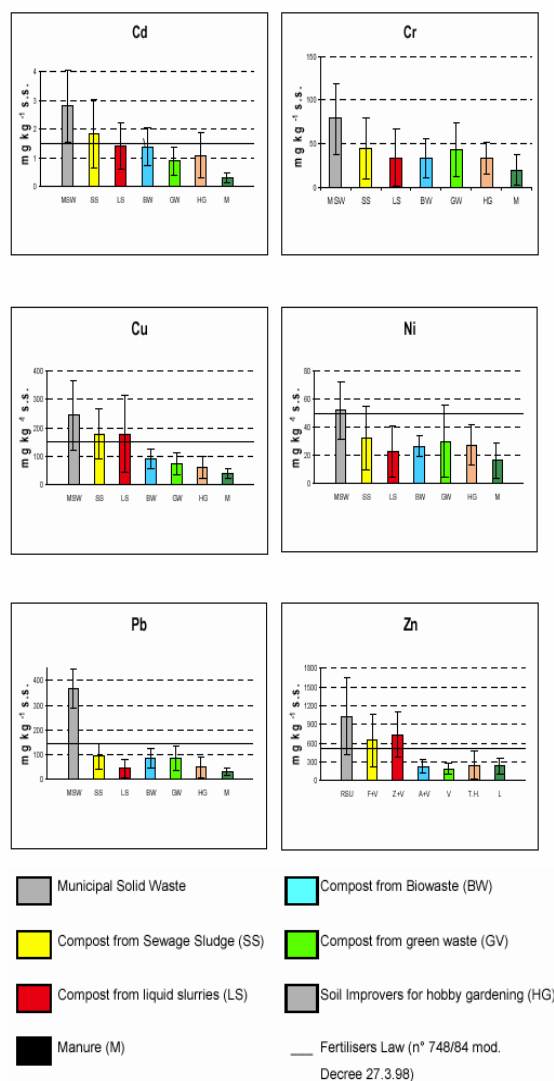 Cd
mg kg⁻¹ s.s.
4
3
2
1
0
MSW SS LS BW GW HG M
Cr
mg kg⁻¹ s.s.
150
100
50
0
MSW SS LS BW GW HG M
Cu
mg kg⁻¹ s.s.
400
300
200
100
0
MSW SS LS BW GW HG M
Ni
mg kg⁻¹ s.s.
80
60
40
20
0
MSW SS LS BW GW HG M
Pb
mg kg⁻¹ s.s.
400
300
200
100
0
MSW SS LS BW GW HG M
Zn
mg kg⁻¹ s.s.
1800
1500
1200
900
600
300
0
RSU F+V Z+V A+V V T.H. L
Municipal Solid Waste
Compost from Biowaste (BW)
Compost from Sewage Sludge (SS)
Compost from green waste (GV)
Compost from liquid slurries (LS)
Soil Improvers for hobby gardening (HG)
Manure (M)
Fertilisers Law (n° 748/84 mod.
Decree 27.3.98)